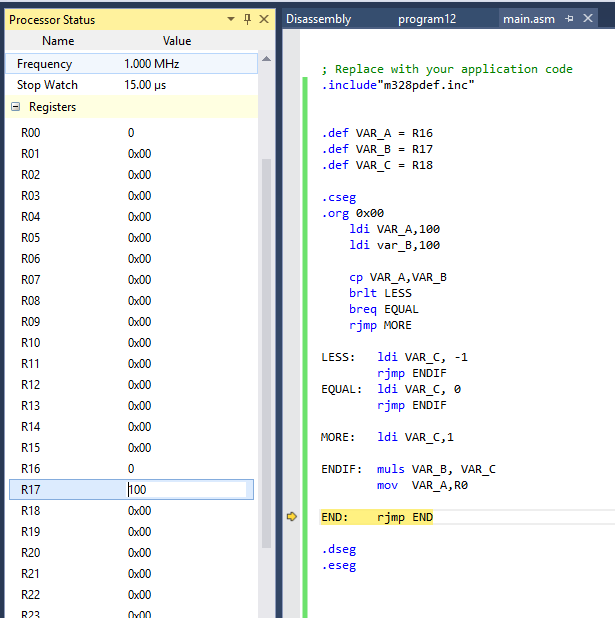 Processor Status
Name Value
Frequency 1.000 MHz
Stop Watch 15.00 µs
Registers
R00 0
R01 0x00
R02 0x00
R03 0x00
R04 0x00
R05 0x00
R06 0x00
R07 0x00
R08 0x00
R09 0x00
R10 0x00
R11 0x00
R12 0x00
R13 0x00
R14 0x00
R15 0x00
R16 0
R17 100
R18 0x00
R19 0x00
R20 0x00
R21 0x00
R22 0x00
R23 0x00
Disassembly program12 main.asm
; Replace with your application code
.include"m328pdef.inc"
.def VAR_A = R16
.def VAR_B = R17
.def VAR_C = R18
.cseg
.org 0x00
ldi VAR_A,100
ldi var_B,100
cp VAR_A,VAR_B
brlt LESS
breq EQUAL
rjmp MORE
LESS: ldi VAR_C, -1
rjmp ENDIF
EQUAL: ldi VAR_C, 0
rjmp ENDIF
MORE: ldi VAR_C,1
ENDIF: muls VAR_B, VAR_C
mov VAR_A,R0
END: rjmp END
.dseg
.eseg